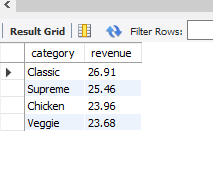 Result Grid Filter Rows:
category revenue
Classic 26.91
Supreme 25.46
Chicken 23.96
Veggie 23.68